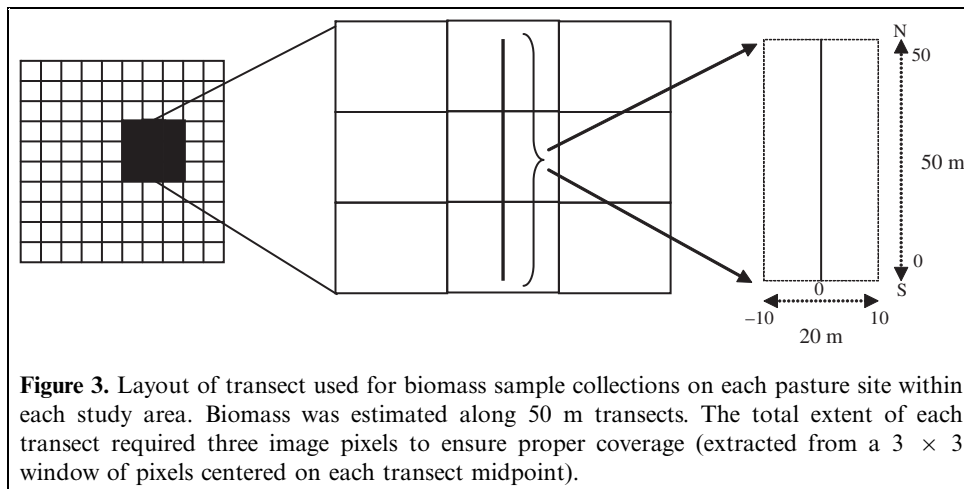 N
50
50 m
0
0
S
–10
10
20 m
Figure 3. Layout of transect used for biomass sample collections on each pasture site within
each study area. Biomass was estimated along 50 m transects. The total extent of each
transect required three image pixels to ensure proper coverage (extracted from a 3 × 3
window of pixels centered on each transect midpoint).